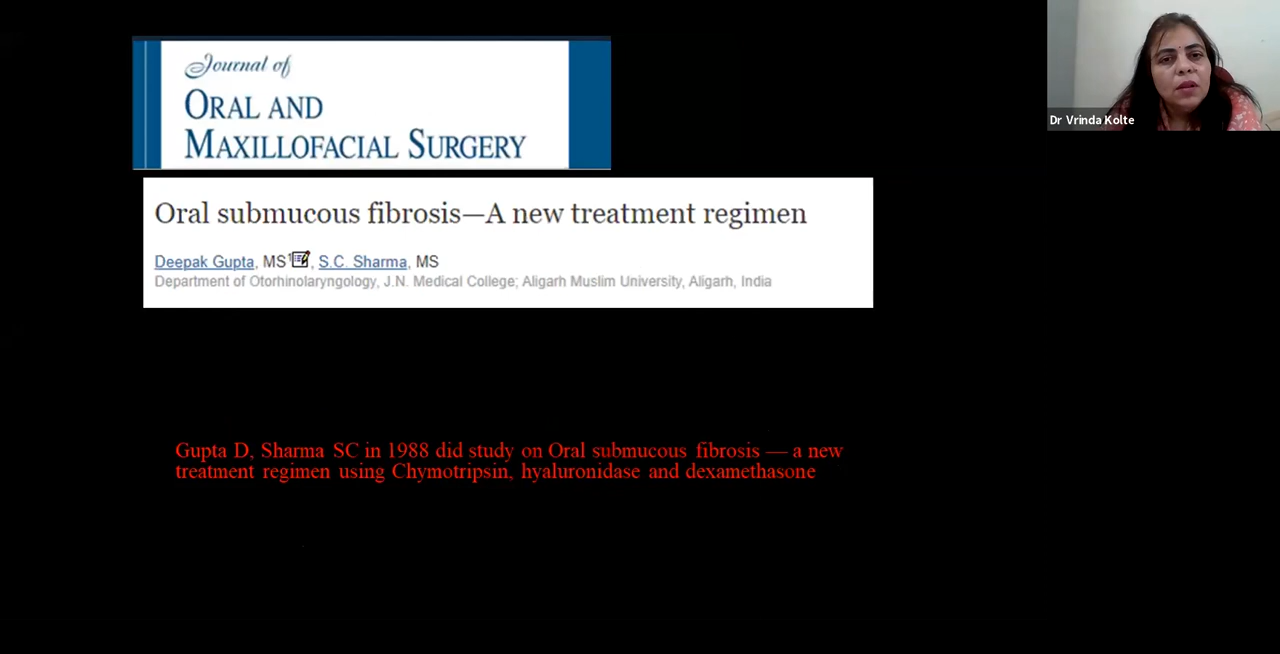 Journal of
ORAL AND
MAXILLOFACIAL SURGERY
Dr Vrinda Kolte
Oral submucous fibrosis—A new treatment regimen
Deepak Gupta, MS¹, S.C. Sharma, MS
Department of Otorhinolaryngology, J.N. Medical College; Aligarh Muslim University, Aligarh, India
Gupta D, Sharma SC in 1988 did study on Oral submucous fibrosis — a new
treatment regimen using Chymotripsin, hyaluronidase and dexamethasone